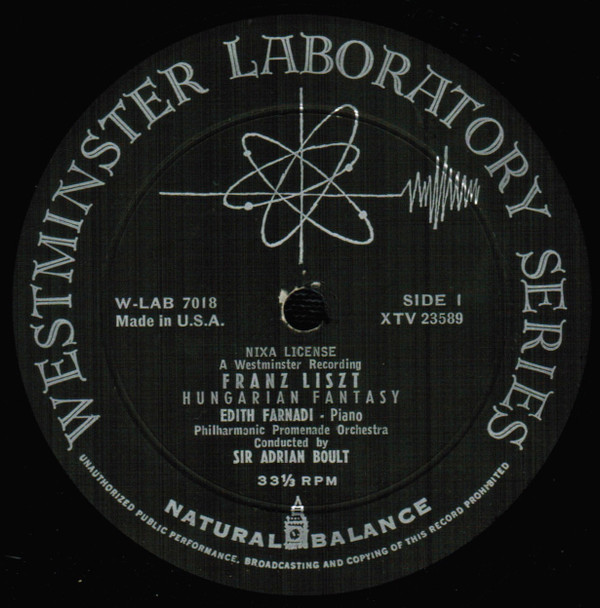 WESTMINSTER LABORATORY SERIES
W-LAB 7018
Made in U.S.A.
SIDE 1
XTV 23589
NIXA LICENSE
A Westminster Recording
FRANZ LISZT
HUNGARIAN FANTASY
EDITH FARNADI - Piano
Philharmonic Promenade Orchestra
Conducted by
SIR ADRIAN BOULT
33⅓ RPM
NATURAL BALANCE
UNAUTHORIZED PUBLIC PERFORMANCE, BROADCASTING AND COPYING OF THIS RECORD PROHIBITED